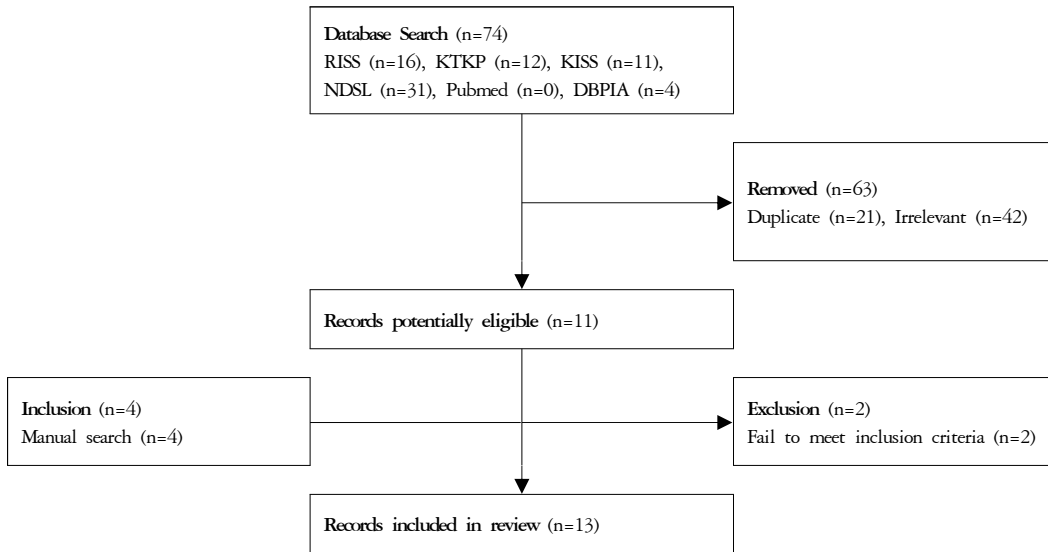 Database Search (n=74)
RISS (n=16), KTKP (n=12), KISS (n=11),
NDSL (n=31), Pubmed (n=0), DBPIA (n=4)
Removed (n=63)
Duplicate (n=21), Irrelevant (n=42)
Records potentially eligible (n=11)
Inclusion (n=4)
Manual search (n=4)
Exclusion (n=2)
Fail to meet inclusion criteria (n=2)
Records included in review (n=13)